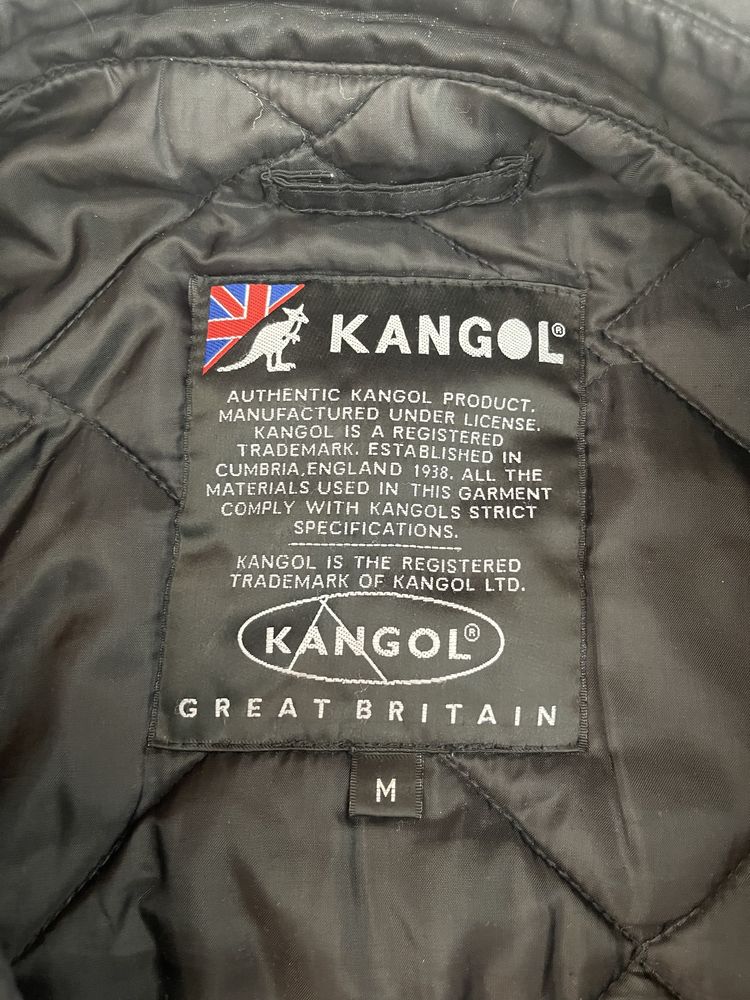 KANGOL®
AUTHENTIC KANGOL PRODUCT.
MANUFACTURED UNDER LICENSE.
KANGOL IS A REGISTERED
TRADEMARK. ESTABLISHED IN
CUMBRIA,ENGLAND 1938. ALL THE
MATERIALS USED IN THIS GARMENT
COMPLY WITH KANGOLS STRICT
SPECIFICATIONS.
KANGOL IS THE REGISTERED
TRADEMARK OF KANGOL LTD.
KANGOL®
GREAT BRITAIN
M